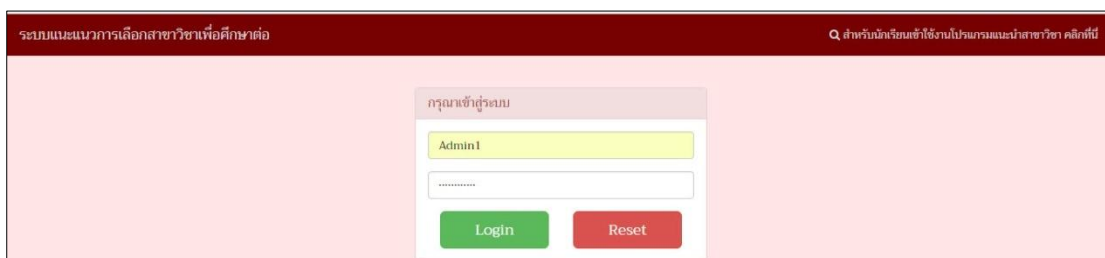 ระบบแนะแนวการเลือกสาขาวิชาเพื่อศึกษาต่อ
สำหรับนักเรียนเข้าใช้งานโปรแกรมแนะนำสาขาวิชา คลิกที่นี่
กรุณาเข้าสู่ระบบ
Admin1
············
Login Reset